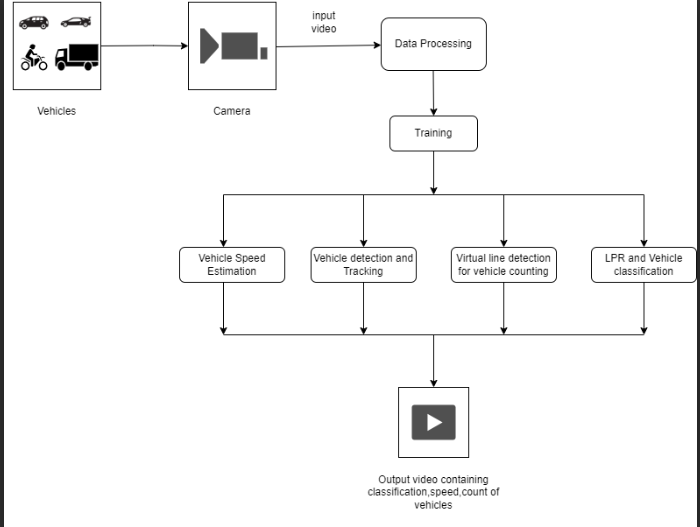 input
video
Data Processing
Vehicles
Camera
Training
Vehicle Speed
Estimation
Vehicle detection and
Tracking
Virtual line detection
for vehicle counting
LPR and Vehicle
classification
Output video containing
classification,speed,count of
vehicles